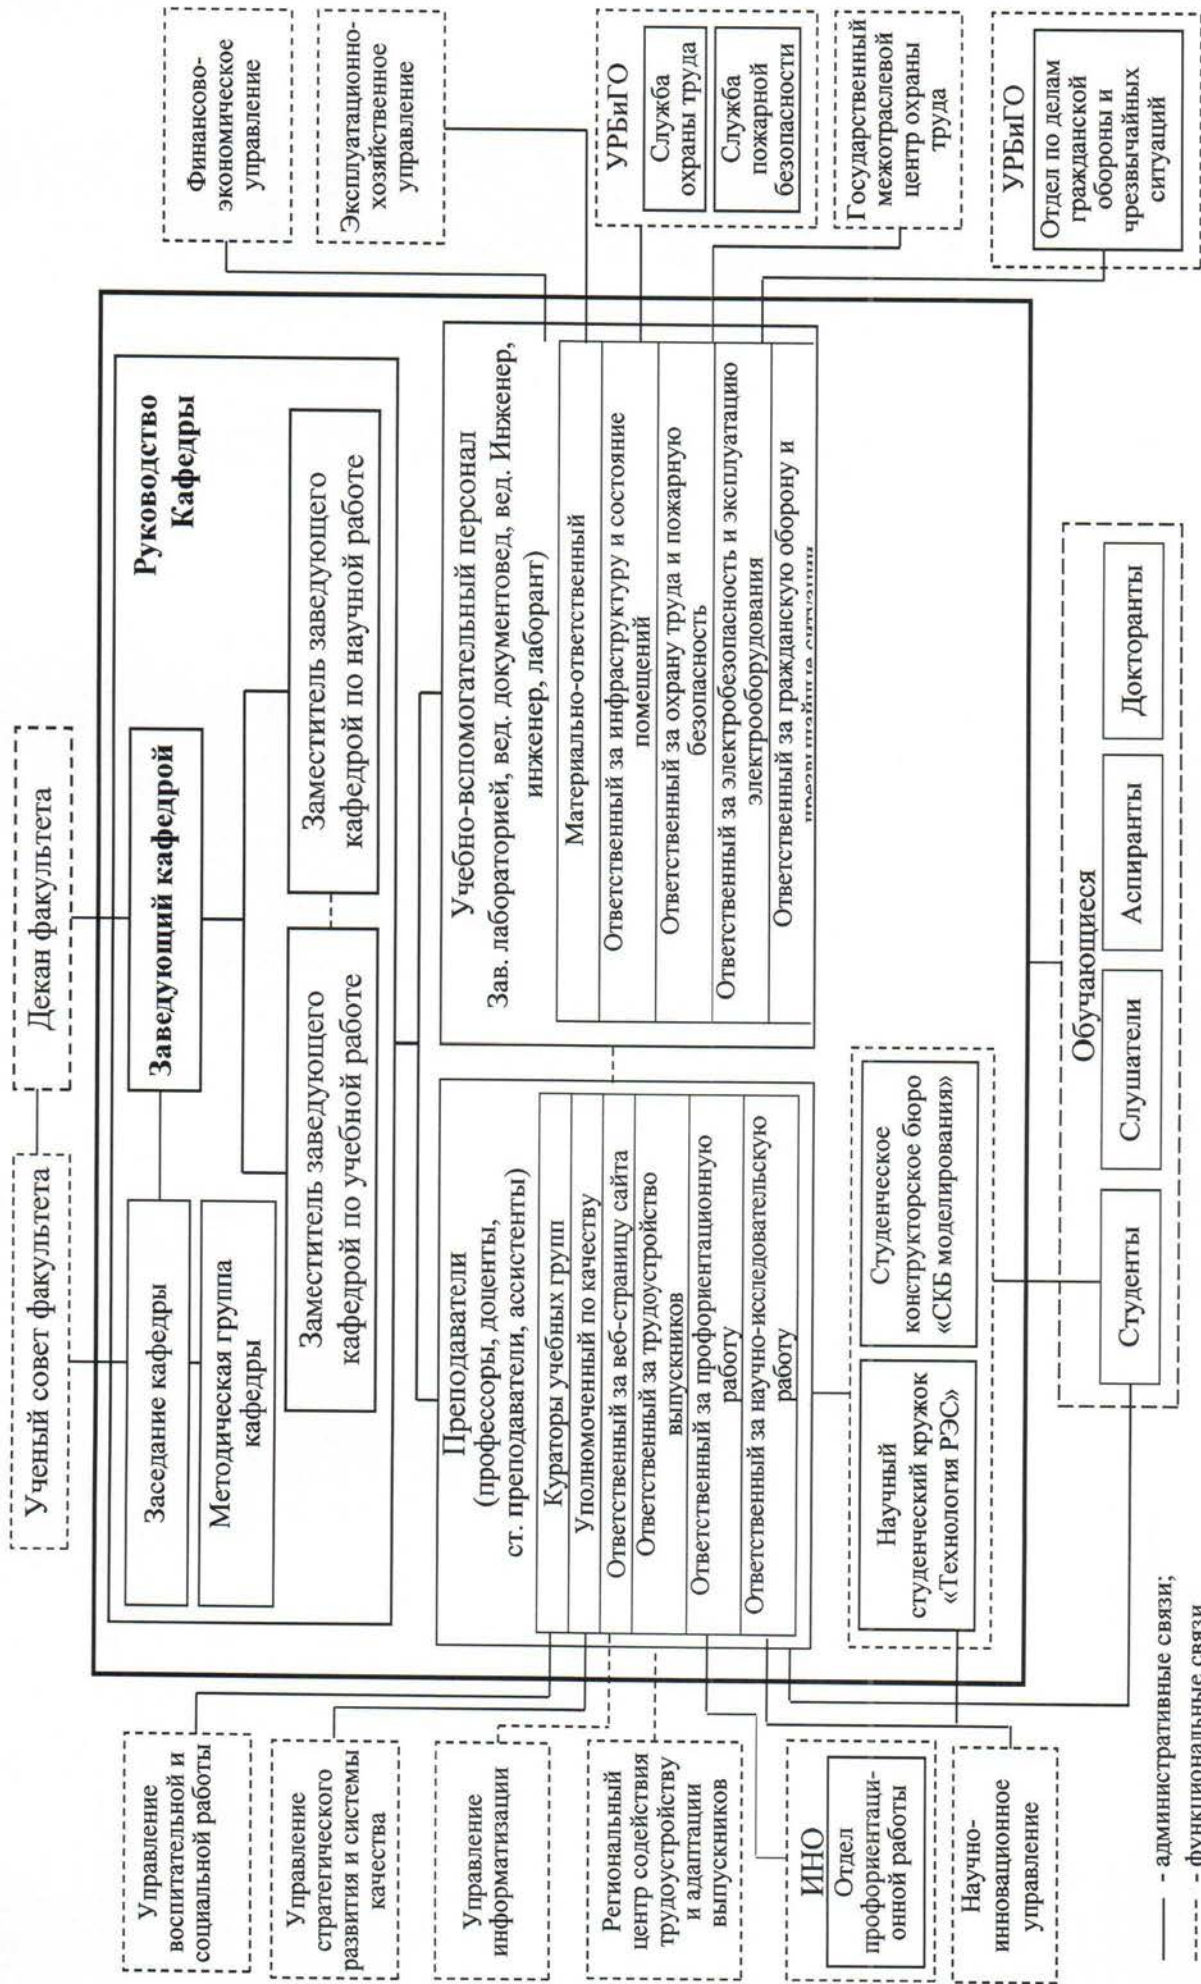 Ученый совет факультета
Декан факультета
Руководство
Кафедры
Заседание кафедры
Методическая группа
кафедры
Заведующий кафедрой
Заместитель заведующего
кафедрой по учебной работе
Заместитель заведующего
кафедрой по научной работе
Управление
воспитательной и
социальной работы
Управление
стратегического
развития и системы
качества
Управление
информатизации
Региональный
центр содействия
трудоустройству
и адаптации
выпускников
ИНО
Отдел
профориентаци-
онной работы
Научно-
инновационное
управление
Преподаватели
(профессоры, доценты,
ст. преподаватели, ассистенты)
Кураторы учебных групп
Уполномоченный по качеству
Ответственный за веб-страницу сайта
Ответственный за трудоустройство
выпускников
Ответственный за профориентационную
работу
Ответственный за научно-исследовательскую
работу
Учебно-вспомогательный персонал
Зав. лабораторией, вед. документовед, вед. Инженер,
инженер, лаборант)
Материально-ответственный
Ответственный за инфраструктуру и состояние
помещений
Ответственный за охрану труда и пожарную
безопасность
Ответственный за электробезопасность и эксплуатацию
электрооборудования
Ответственный за гражданскую оборону и
чрезвычайные ситуации
Финансово-
экономическое
управление
Эксплуатационно-
хозяйственное
управление
УРБиГО
Служба
охраны труда
Служба
пожарной
безопасности
Государственный
межотраслевой
центр охраны
труда
УРБиГО
Отдел по делам
гражданской
обороны и
чрезвычайных
ситуаций
Научный
студенческий кружок
«Технология РЭС»
Студенческое
конструкторское бюро
«СКБ моделирования»
Обучающиеся
Студенты
Слушатели
Аспиранты
Докторанты
- административные связи;
- функциональные связи